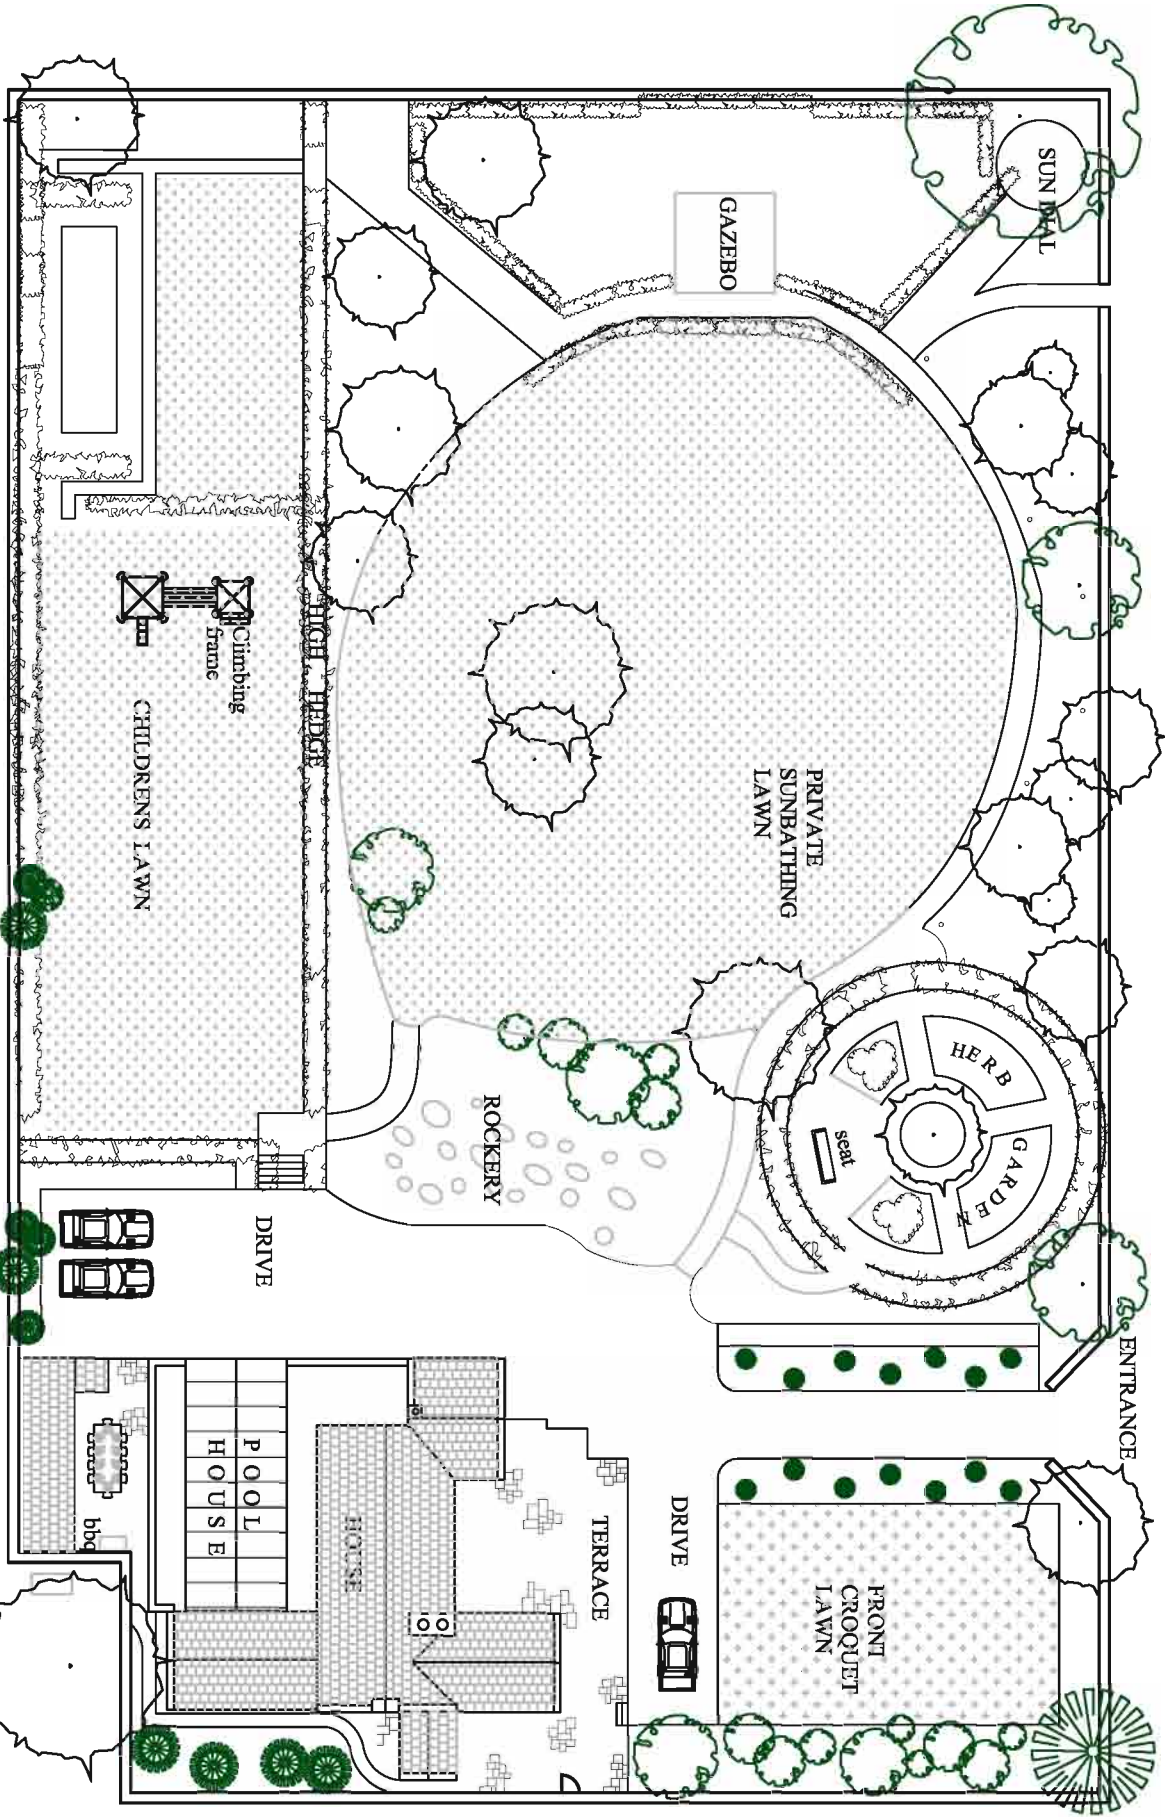 SUN DIAL
GAZEBO
HIGH HEDGE
Climbing
frame
CHILDRENS LAWN
PRIVATE
SUNBATHING
LAWN
HERB
GARDEN
seat
ROCKERY
DRIVE
ENTRANCE
POOL
HOUSE
HOUSE
bbq
TERRACE
DRIVE
FRONT
CROQUET
LAWN